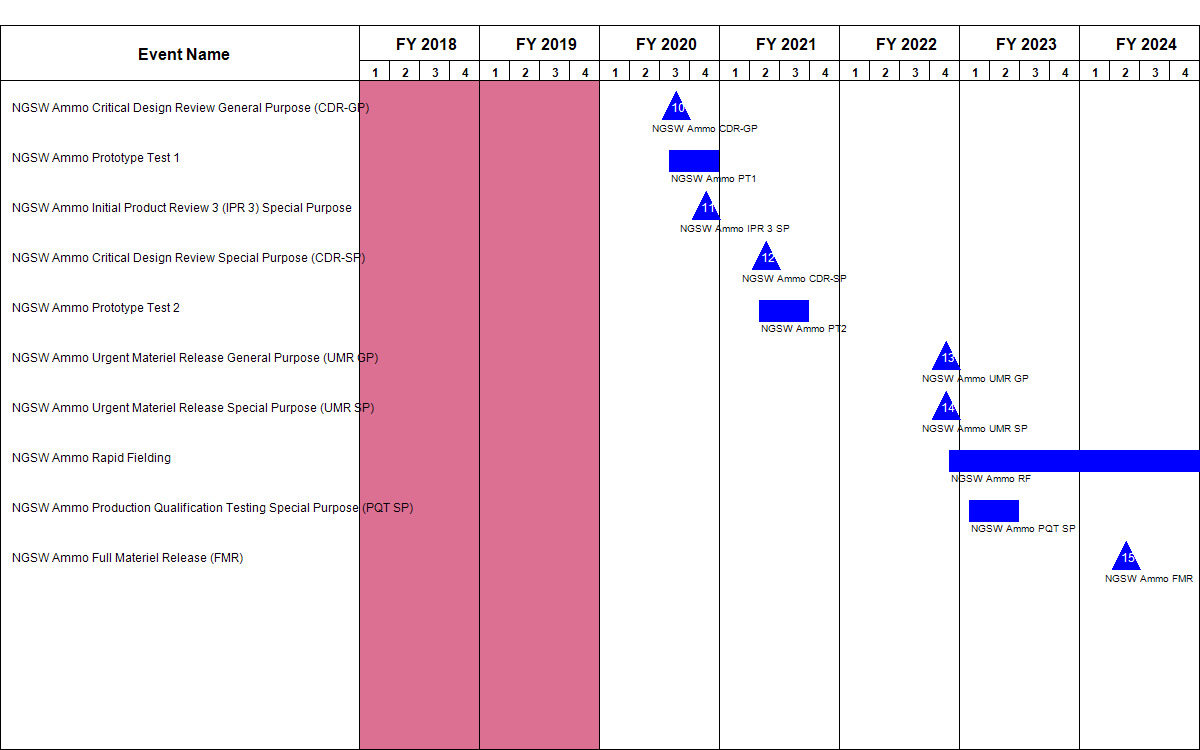 Event Name FY 2018 FY 2019 FY 2020 FY 2021 FY 2022 FY 2023 FY 2024
1 2 3 4 1 2 3 4 1 2 3 4 1 2 3 4 1 2 3 4 1 2 3 4 1 2 3 4
NGSW Ammo Critical Design Review General Purpose (CDR-GP) 10
NGSW Ammo CDR-GP
NGSW Ammo Prototype Test 1
NGSW Ammo PT1
NGSW Ammo Initial Product Review 3 (IPR 3) Special Purpose 11
NGSW Ammo IPR 3 SP
NGSW Ammo Critical Design Review Special Purpose (CDR-SP) 12
NGSW Ammo CDR-SP
NGSW Ammo Prototype Test 2
NGSW Ammo PT2
NGSW Ammo Urgent Materiel Release General Purpose (UMR GP) 13
NGSW Ammo UMR GP
NGSW Ammo Urgent Materiel Release Special Purpose (UMR SP) 14
NGSW Ammo UMR SP
NGSW Ammo Rapid Fielding
NGSW Ammo RF
NGSW Ammo Production Qualification Testing Special Purpose (PQT SP)
NGSW Ammo PQT SP
NGSW Ammo Full Materiel Release (FMR) 15
NGSW Ammo FMR